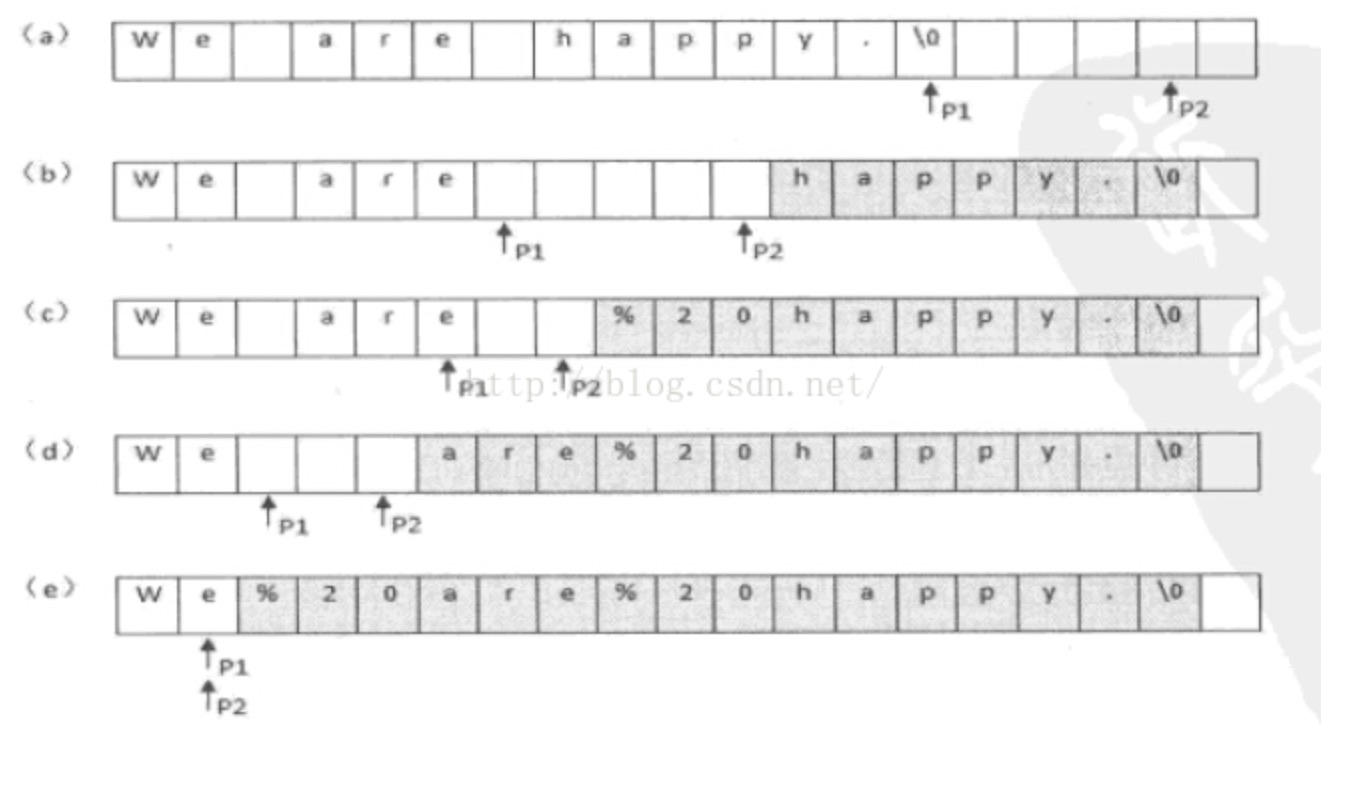 （a） W e a r e h a p p y . \0
P1 P2
（b） W e a r e h a p p y . \0
P1 P2
（c） W e a r e % 2 0 h a p p y . \0
P1 P2
http://blog.csdn.net/
（d） W e a r e % 2 0 h a p p y . \0
P1 P2
（e） W e % 2 0 a r e % 2 0 h a p p y . \0
P1
P2